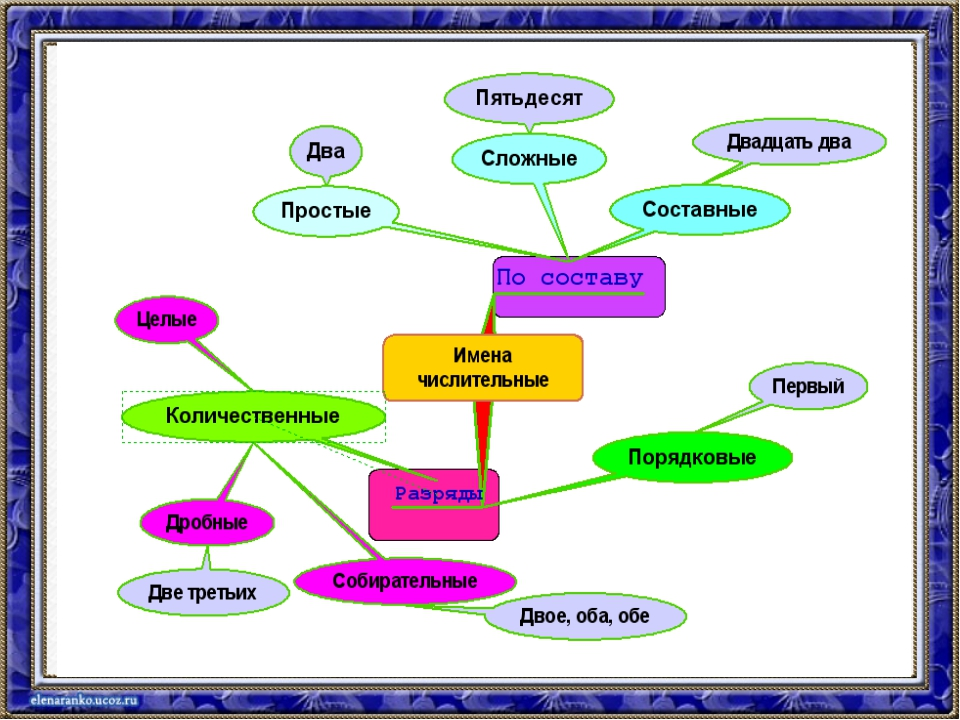 Пятьдесят
Два
Сложные
Двадцать два
Простые
Составные
По составу
Целые
Имена
числительные
Первый
Количественные
Порядковые
Разряды
Дробные
Собирательные
Две третьих
Двое, оба, обе
elenaranko.ucoz.ru